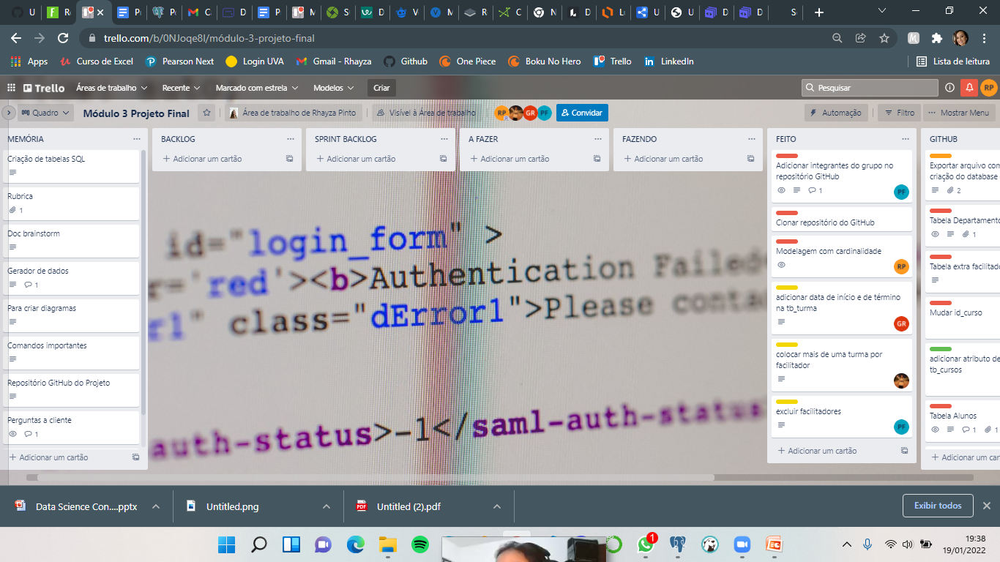 trello.com/b/0NJoqe8l/módulo-3-projeto-final
Apps
Curso de Excel
Pearson Next
Login UVA
Gmail - Rhayza
Github
One Piece
Boku No Hero
Trello
LinkedIn
Lista de leitura
Trello
Áreas de trabalho
Recente
Marcado com estrela
Modelos
Criar
Pesquisar
RP
Quadro
Módulo 3 Projeto Final
Área de trabalho de Rhayza Pinto
Visível à Área de trabalho
RP
GR
PF
Convidar
Automação
Filtro
Mostrar Menu
MEMÓRIA
Criação de tabelas SQL
Rubrica
1
Doc brainstorm
Gerador de dados
1
Para criar diagramas
Comandos importantes
Repositório GitHub do Projeto
Perguntas a cliente
1
+ Adicionar um cartão
BACKLOG
+ Adicionar um cartão
SPRINT BACKLOG
+ Adicionar um cartão
A FAZER
+ Adicionar um cartão
FAZENDO
+ Adicionar um cartão
FEITO
Adicionar integrantes do grupo no
repositório GitHub
1
PF
Clonar repositório do GitHub
Modelagem com cardinalidade
RP
adicionar data de início e de término
na tb_turma
GR
colocar mais de uma turma por
facilitador
excluir facilitadores
PF
+ Adicionar um cartão
GITHUB
Exportar arquivo com
criação do database
2
Tabela Departamento
1
Tabela extra facilitado
Mudar id_curso
adicionar atributo de
tb_cursos
Tabela Alunos
1
1
+ Adicionar um car
id="login_form" >
r='red'><b>Authentication Failed
r1" class="dError1">Please conta
auth-status>-1</saml-auth-status
Data Science Con....pptx
Untitled.png
Untitled (2).pdf
Exibir todos
1
19:38
19/01/2022